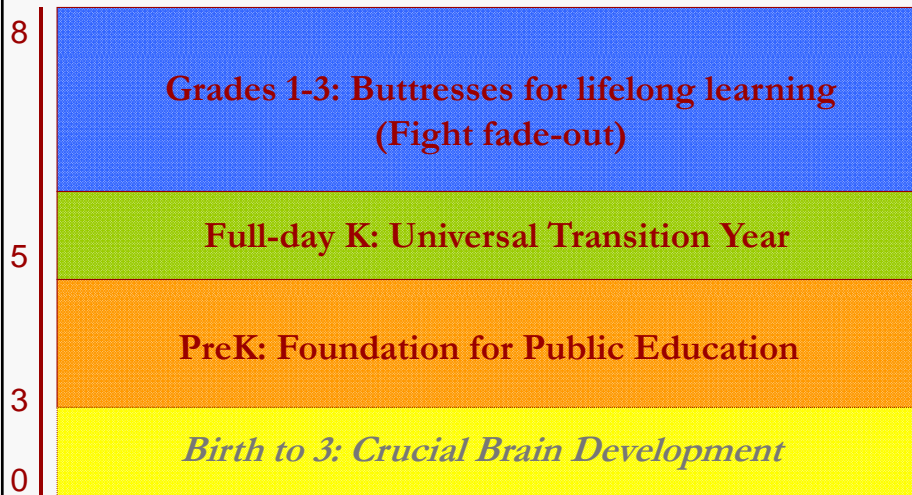 8
Grades 1-3: Buttresses for lifelong learning
(Fight fade-out)
Full-day K: Universal Transition Year
5
PreK: Foundation for Public Education
3
Birth to 3: Crucial Brain Development
0